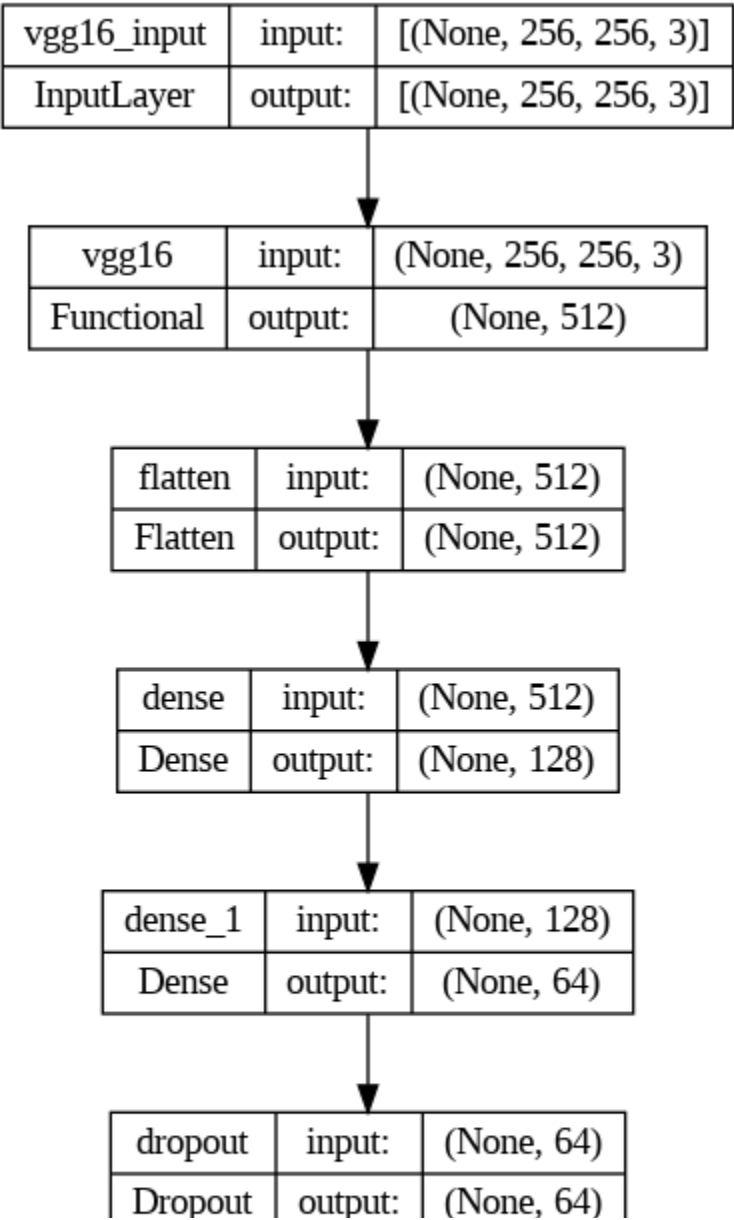 vgg16_input input: [(None, 256, 256, 3)]
InputLayer output: [(None, 256, 256, 3)]
vgg16 input: (None, 256, 256, 3)
Functional output: (None, 512)
flatten input: (None, 512)
Flatten output: (None, 512)
dense input: (None, 512)
Dense output: (None, 128)
dense_1 input: (None, 128)
Dense output: (None, 64)
dropout input: (None, 64)
Dropout output: (None, 64)